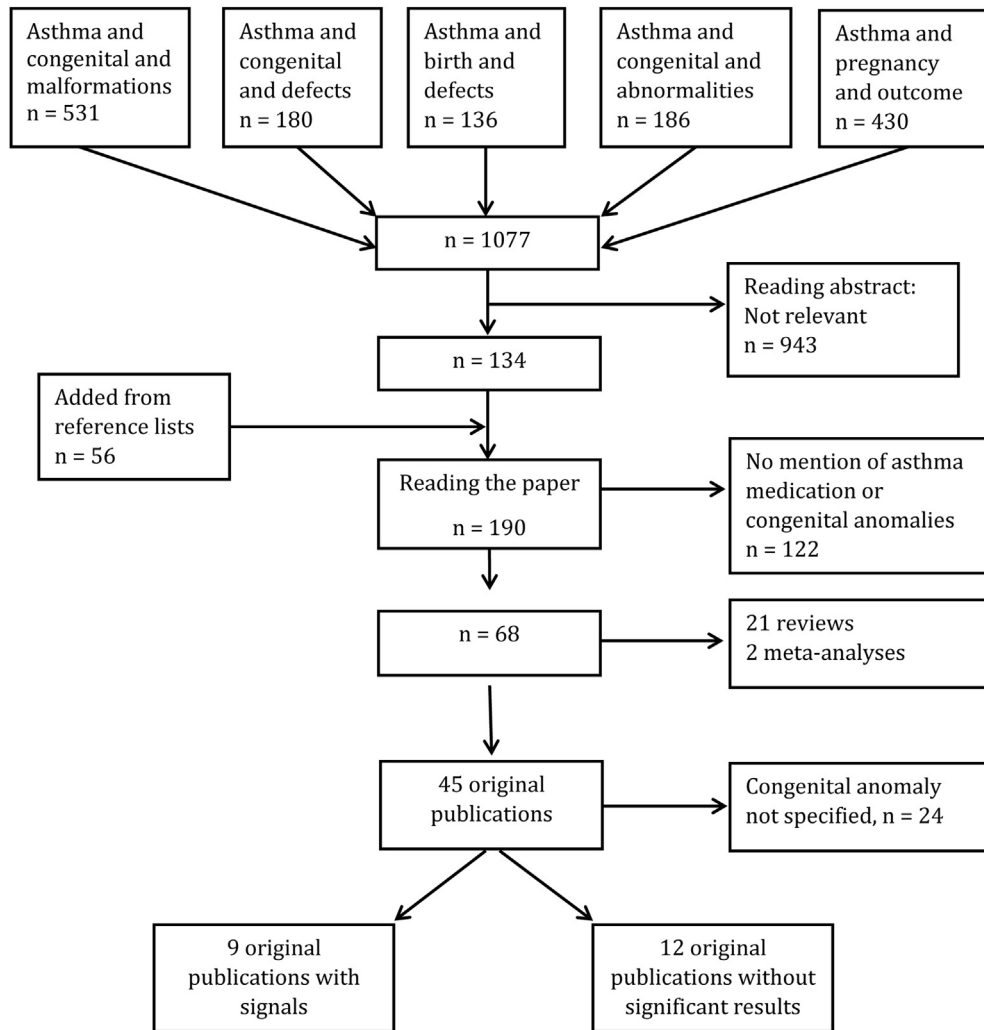 Asthma and
congenital and
malformations
n = 531
Asthma and
congenital
and defects
n = 180
Asthma and
birth and
defects
n = 136
Asthma and
congenital and
abnormalities
n = 186
Asthma and
pregnancy
and outcome
n = 430
n = 1077
Reading abstract:
Not relevant
n = 943
n = 134
Added from
reference lists
n = 56
Reading the paper
n = 190
No mention of asthma
medication or
congenital anomalies
n = 122
n = 68
21 reviews
2 meta-analyses
45 original
publications
Congenital anomaly
not specified, n = 24
9 original
publications with
signals
12 original
publications without
significant results